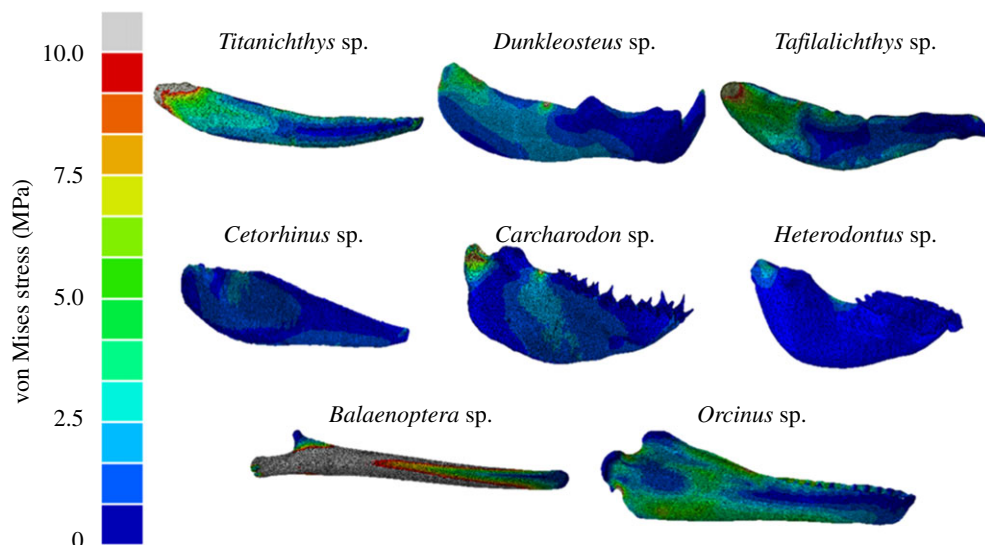 Titanichthys sp.
Dunkleosteus sp.
Tafilalichthys sp.
10.0
7.5
5.0
2.5
0
von Mises stress (MPa)
Cetorhinus sp.
Carcharodon sp.
Heterodontus sp.
Balaenoptera sp.
Orcinus sp.